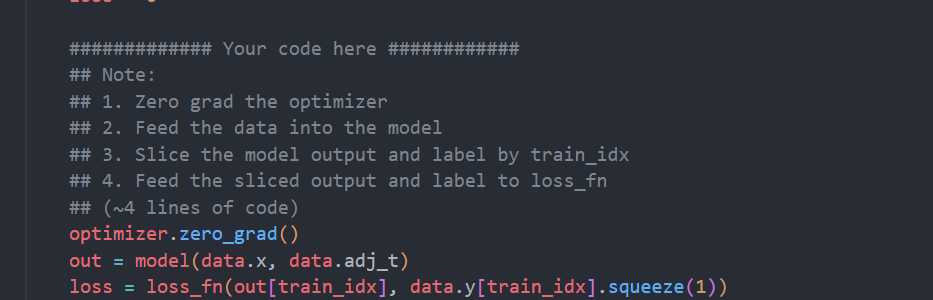 ############# Your code here ############
## Note:
## 1. Zero grad the optimizer
## 2. Feed the data into the model
## 3. Slice the model output and label by train_idx
## 4. Feed the sliced output and label to loss_fn
## (~4 lines of code)
optimizer.zero_grad()
out = model(data.x, data.adj_t)
loss = loss_fn(out[train_idx], data.y[train_idx].squeeze(1))